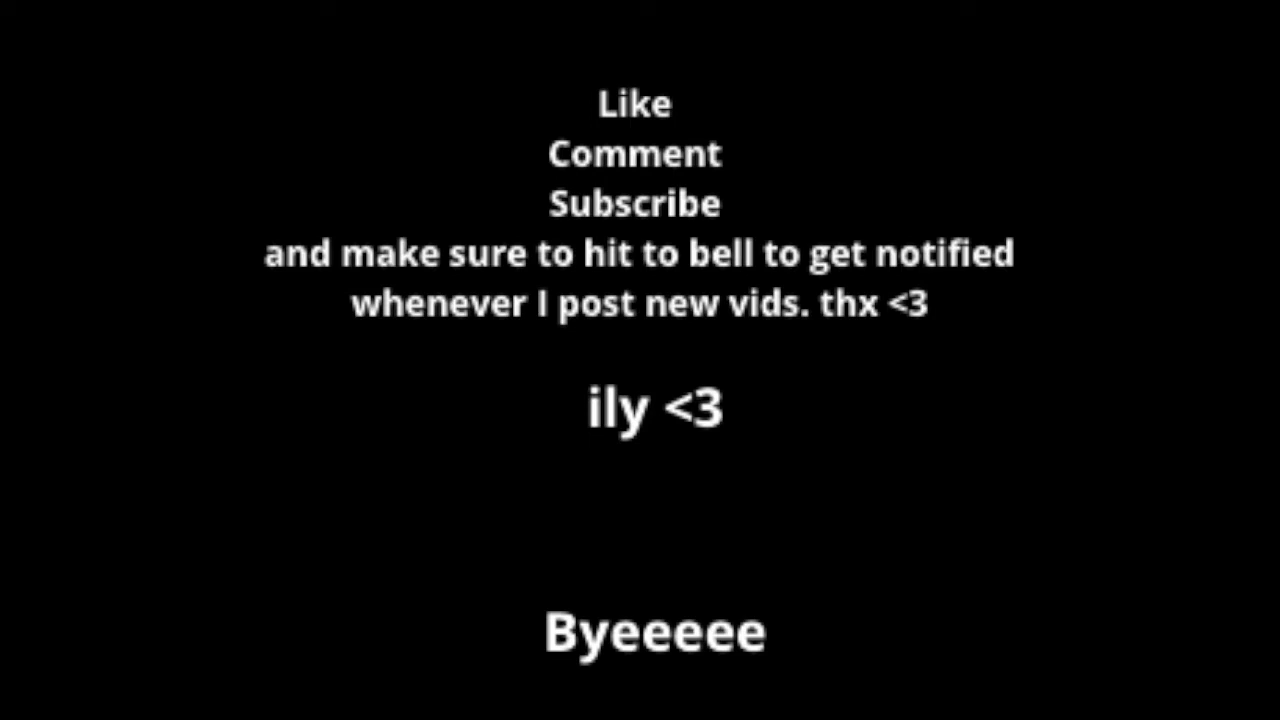 Like
Comment
Subscribe
and make sure to hit to bell to get notified
whenever I post new vids. thx <3
ily <3
Byeeeee